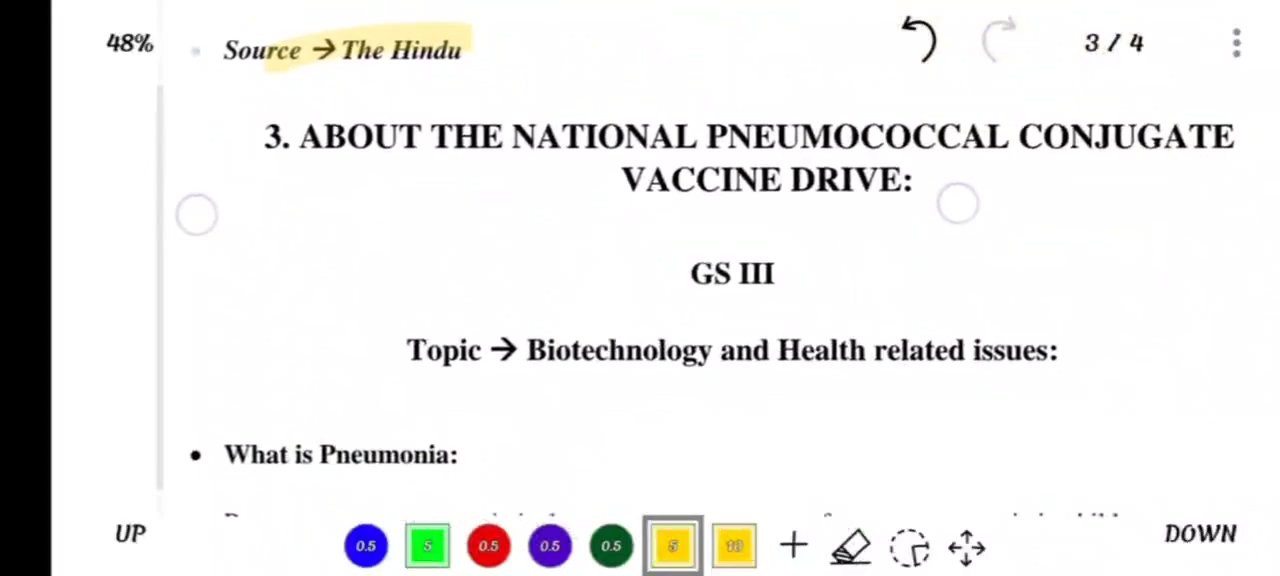 48%
Source → The Hindu
3 / 4
3. ABOUT THE NATIONAL PNEUMOCOCCAL CONJUGATE
VACCINE DRIVE:
GS III
Topic → Biotechnology and Health related issues:
• What is Pneumonia:
UP
0.5 5 0.5 0.5 0.5 5 10
DOWN